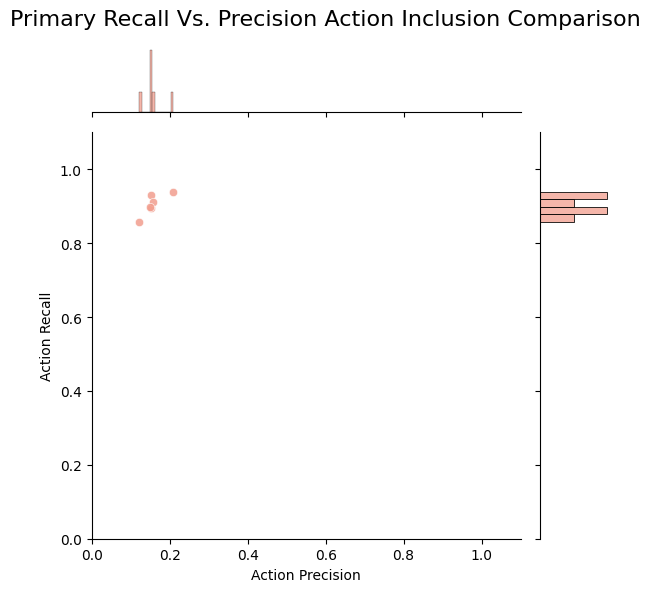 Primary Recall Vs. Precision Action Inclusion Comparison
1.0
0.8
0.6
0.4
0.2
0.0
Action Recall
0.0 0.2 0.4 0.6 0.8 1.0
Action Precision